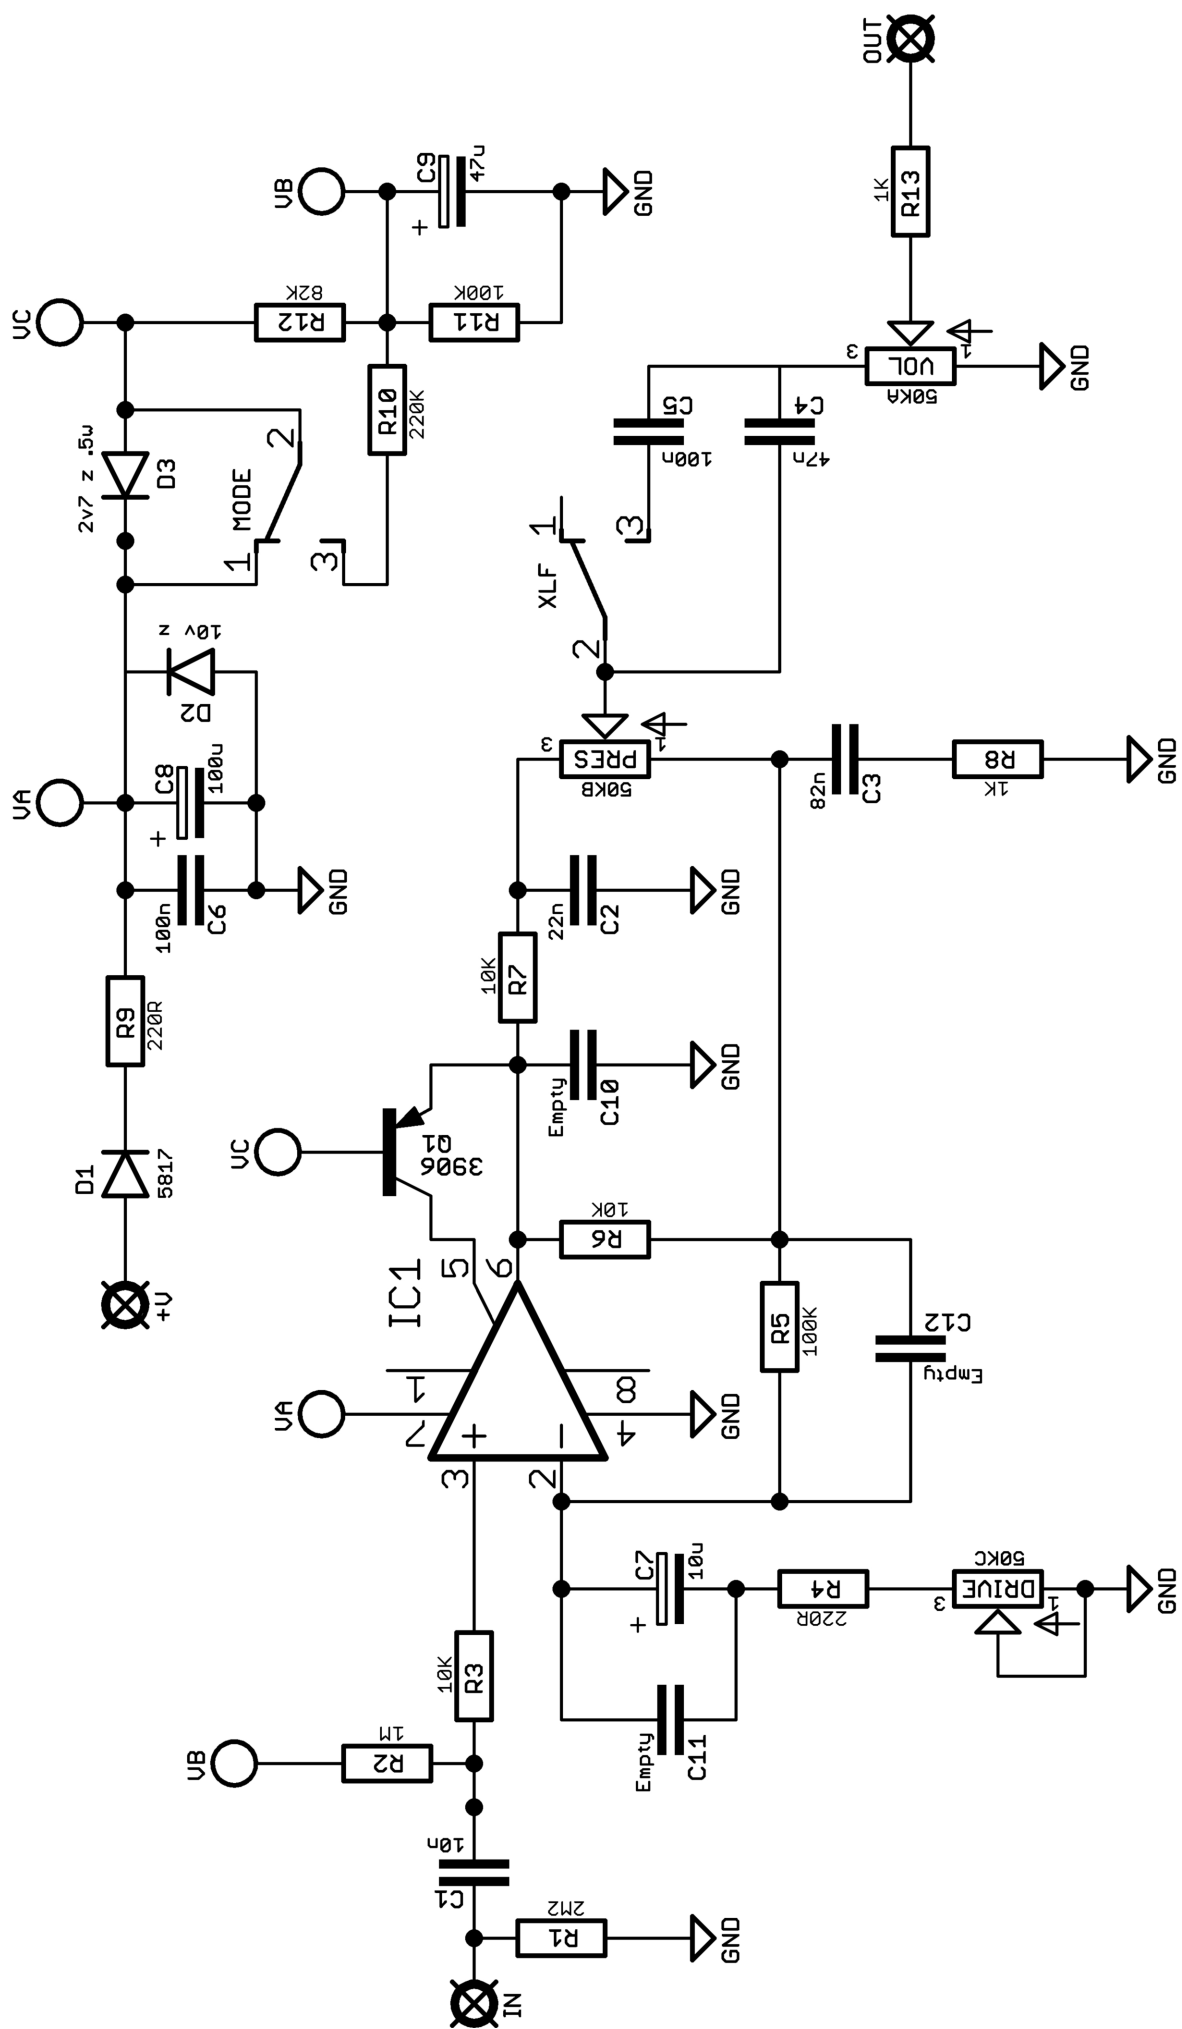 OUT
1K
R13
VOL
50KA
3
1
GND
VB
C9
+
47u
GND
VC
R12
82K
R11
100K
R10
220K
2v7 z .5w
D3
MODE
1
2
3
C5
100n
C4
47n
XLF
1
2
3
10v z
D2
VA
C8
+
100u
100n
C6
GND
PRES
50KB
3
1
82n
C3
R8
1K
GND
R9
220R
10K
R7
22n
C2
GND
D1
5817
+V
VC
Q1
3906
Empty
C10
GND
R6
10K
IC1
5
6
VA
1
7
8
4
GND
+
-
3
2
R5
100K
C12
Empty
C7
+
10u
R4
220R
DRIVE
50KC
3
1
GND
10K
R3
Empty
C11
VB
R2
1M
C1
10n
R1
2M2
GND
IN